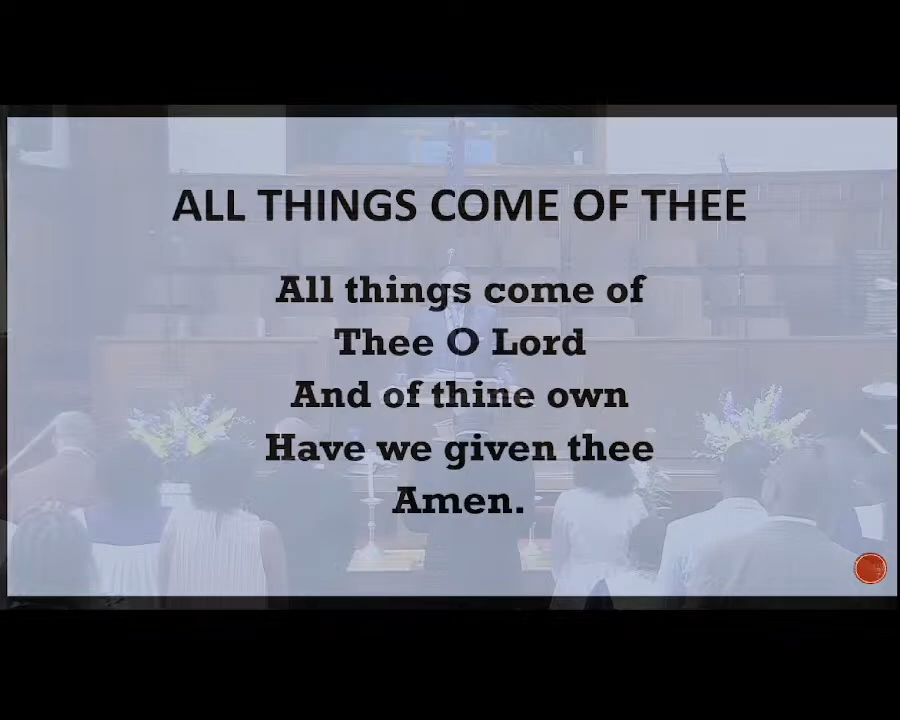 ALL THINGS COME OF THEE
All things come of
Thee O Lord
And of thine own
Have we given thee
Amen.